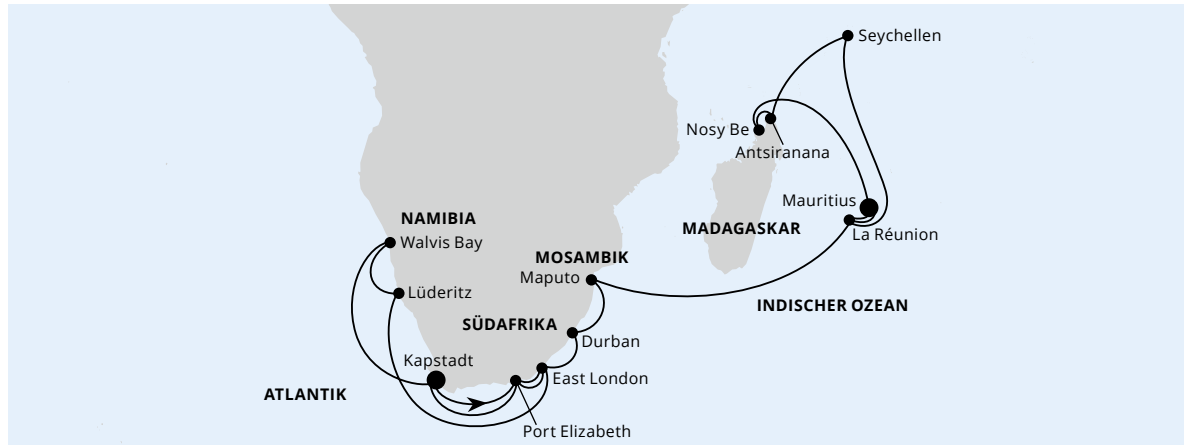 Seychellen
Nosy Be
Antsiranana
Mauritius
NAMIBIA
MADAGASKAR
La Réunion
Walvis Bay
MOSAMBIK
Maputo
Lüderitz
INDISCHER OZEAN
SÜDAFRIKA
Durban
Kapstadt
East London
ATLANTIK
Port Elizabeth